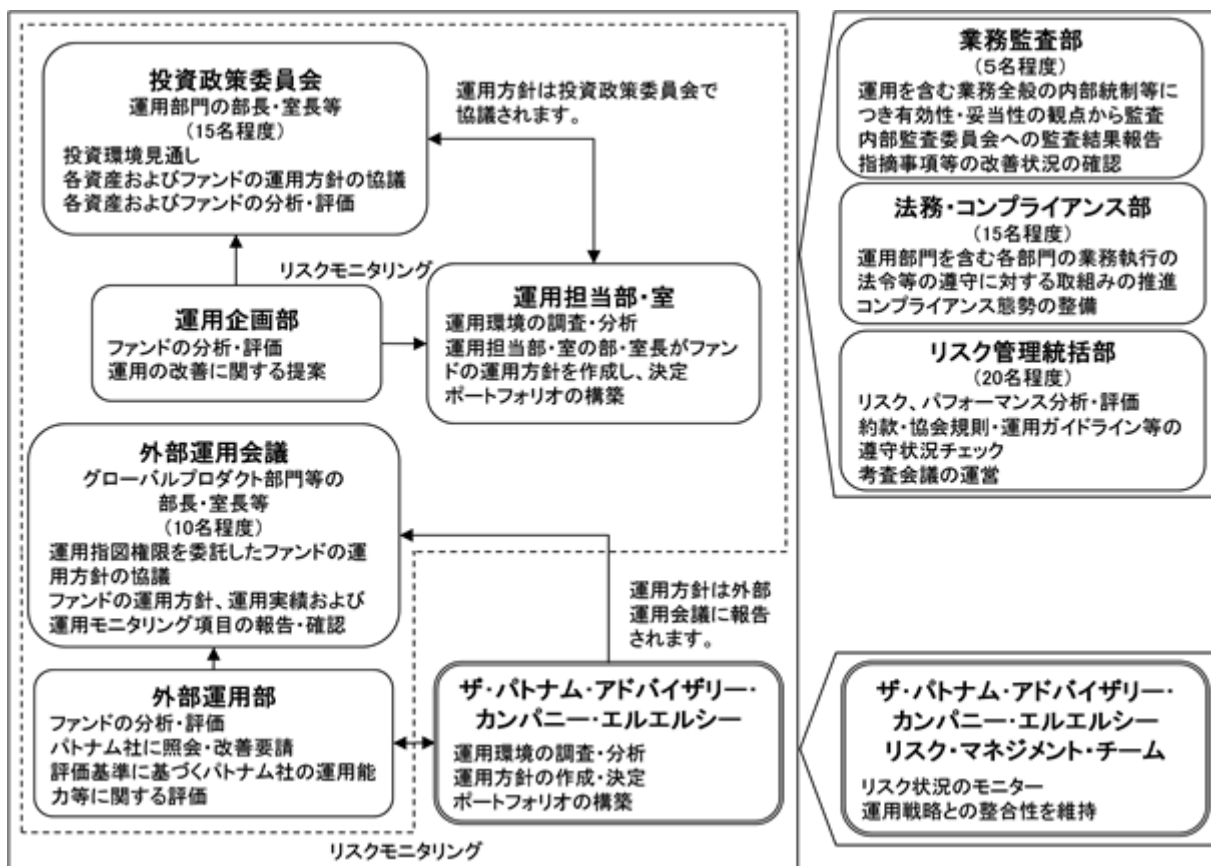 投資政策委員会
運用部門の部長・室長等
(15名程度)
投資環境見通し
各資産およびファンドの運用方針の協議
各資産およびファンドの分析・評価
運用方針は投資政策委員会で
協議されます。
リスクモニタリング
運用企画部
ファンドの分析・評価
運用の改善に関する提案
運用担当部・室
運用環境の調査・分析
運用担当部・室の部・室長がファン
ドの運用方針を作成し、決定
ポートフォリオの構築
外部運用会議
グローバルプロダクト部門等の
部長・室長等
(10名程度)
運用指図権限を委託したファンドの運
用方針の協議
ファンドの運用方針、運用実績および
運用モニタリング項目の報告・確認
運用方針は外部
運用会議に報告
されます。
外部運用部
ファンドの分析・評価
パトナム社に照会・改善要請
評価基準に基づくパトナム社の運用能
力等に関する評価
ザ・パトナム・アドバイザリー・
カンパニー・エルエルシー
運用環境の調査・分析
運用方針の作成・決定
ポートフォリオの構築
リスクモニタリング
業務監査部
(5名程度)
運用を含む業務全般の内部統制等に
つき有効性・妥当性の観点から監査
内部監査委員会への監査結果報告
指摘事項等の改善状況の確認
法務・コンプライアンス部
(15名程度)
運用部門を含む各部門の業務執行の
法令等の遵守に対する取組みの推進
コンプライアンス態勢の整備
リスク管理統括部
(20名程度)
リスク、パフォーマンス分析・評価
約款・協会規則・運用ガイドライン等の
遵守状況チェック
考査会議の運営
ザ・パトナム・アドバイザリー・
カンパニー・エルエルシー
リスク・マネジメント・チーム
リスク状況のモニター
運用戦略との整合性を維持